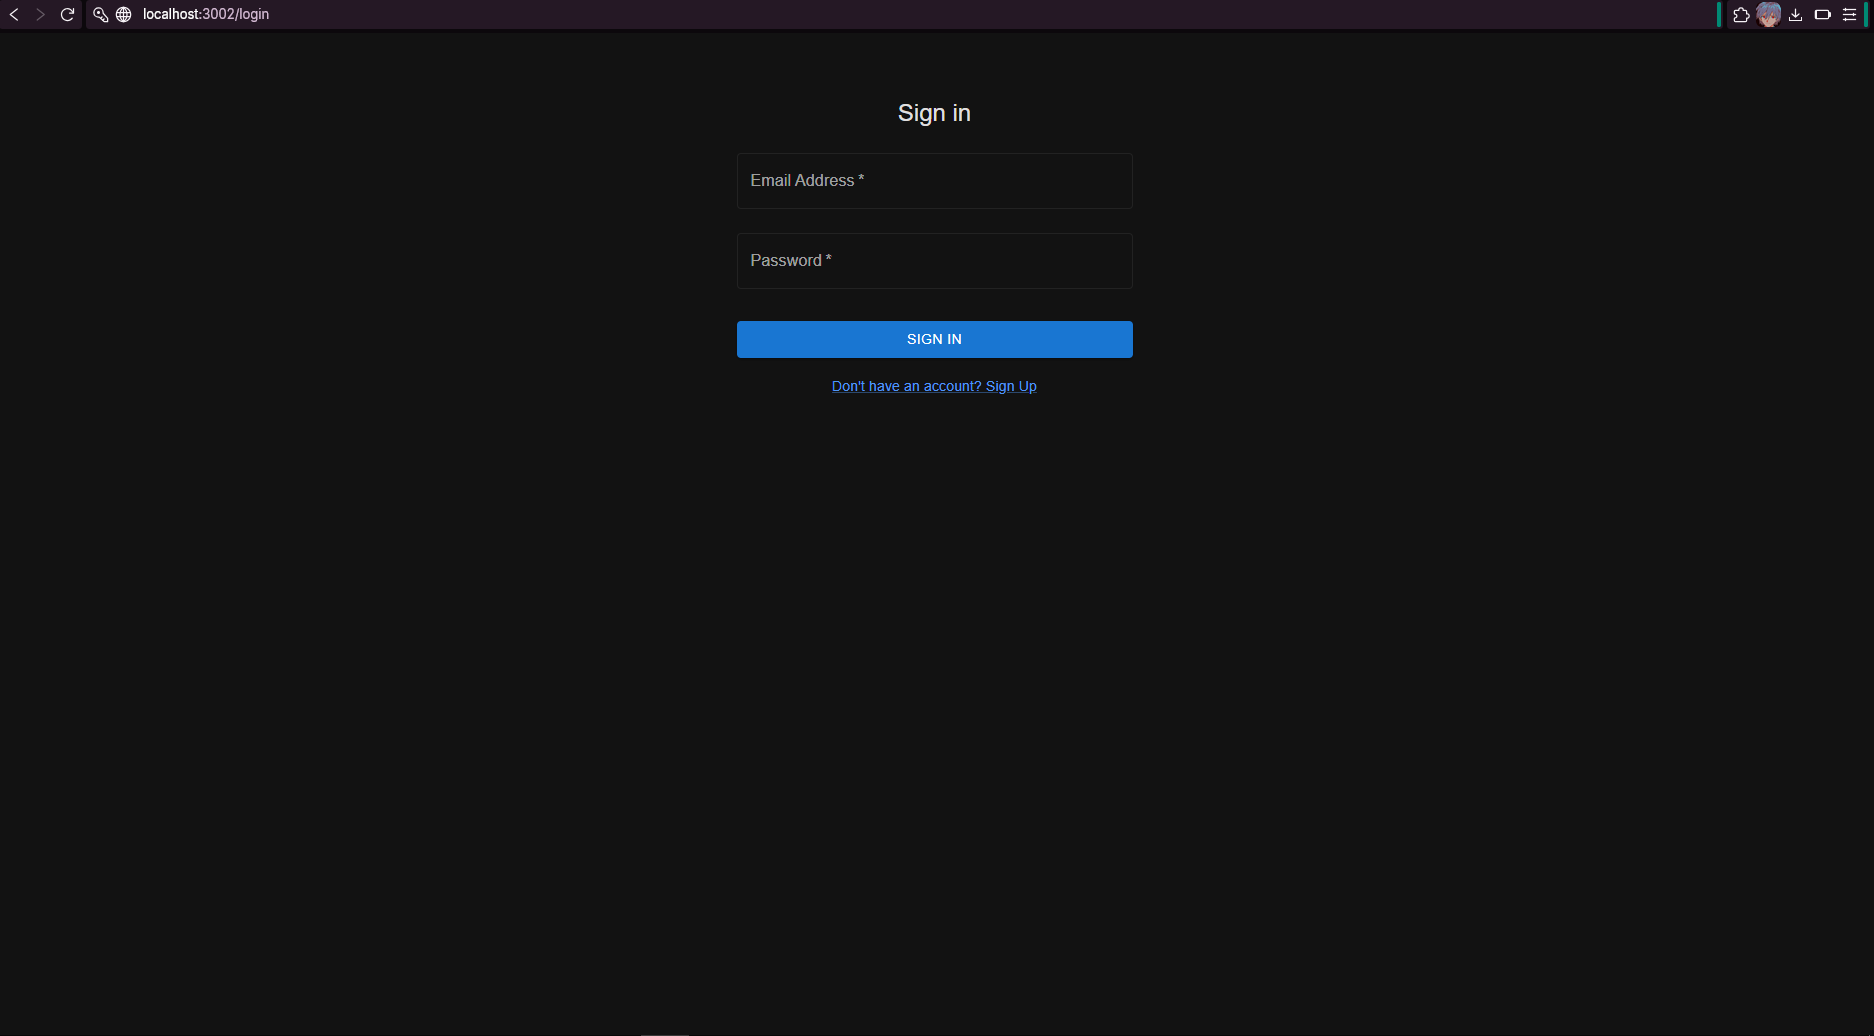 localhost:3002/login
Sign in
Email Address *
Password *
SIGN IN
Don't have an account? Sign Up